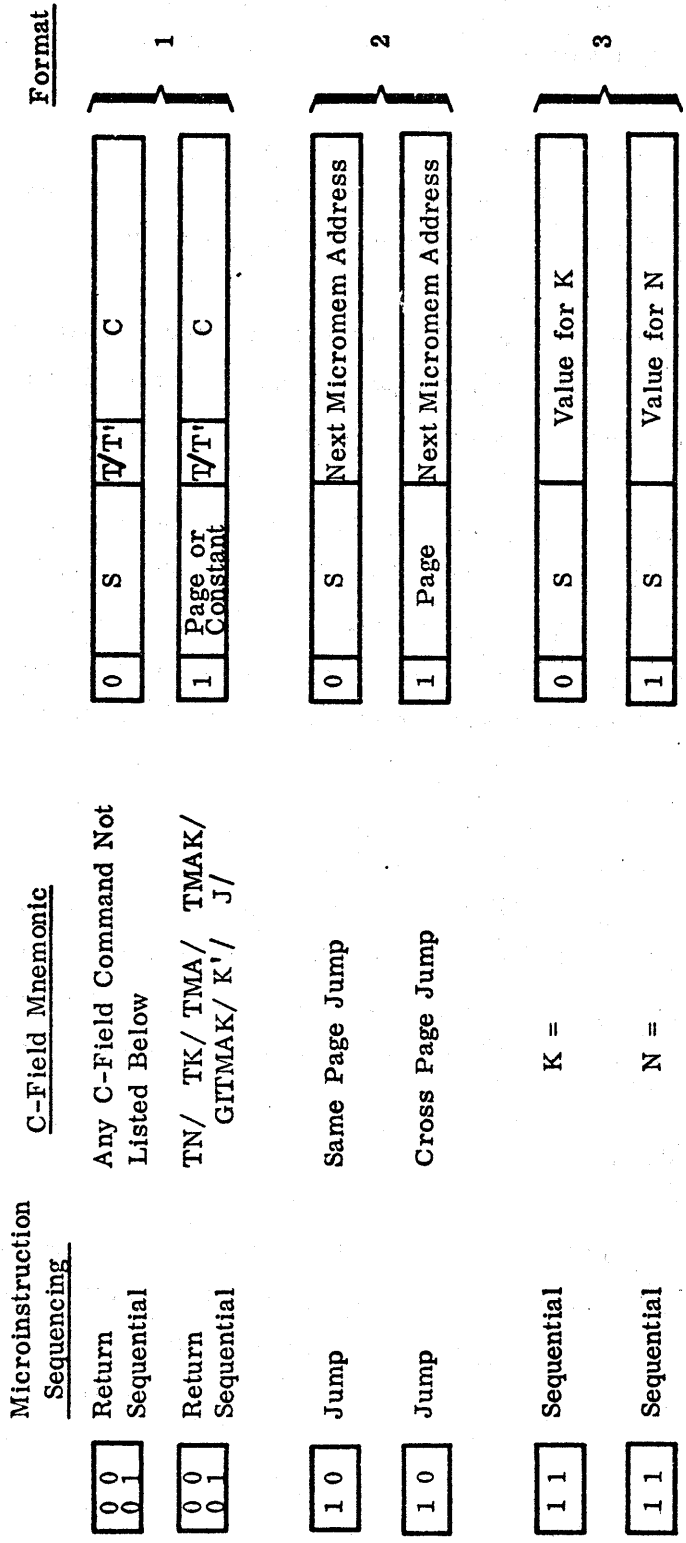 Microinstruction
Sequencing
C-Field Mnemonic
Format
0 0
0 1
Return
Sequential
Any C-Field Command Not
Listed Below
0
S
T/T'
C
0 0
0 1
Return
Sequential
TN/ TK/ TMA/ TMAK/
GITMAK/ K'/ J/
1
Page or
Constant
T/T'
C
1
1 0
Jump
Same Page Jump
0
S
Next Micromem Address
1 0
Jump
Cross Page Jump
1
Page
Next Micromem Address
2
1 1
Sequential
K =
0
S
Value for K
1 1
Sequential
N =
1
S
Value for N
3